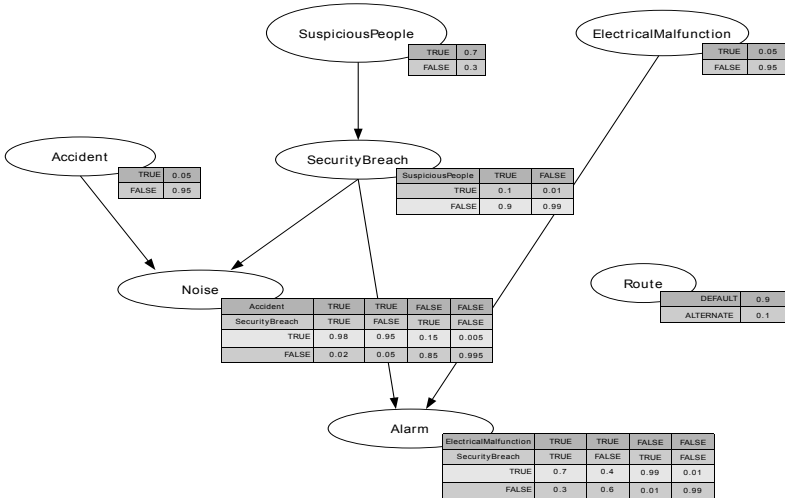 SuspiciousPeople
TRUE 0.7
FALSE 0.3
ElectricalMalfunction
TRUE 0.05
FALSE 0.95
Accident
TRUE 0.05
FALSE 0.95
SecurityBreach
SuspiciousPeople TRUE FALSE
TRUE 0.1 0.01
FALSE 0.9 0.99
Noise
Accident TRUE TRUE FALSE FALSE
SecurityBreach TRUE FALSE TRUE FALSE
TRUE 0.98 0.95 0.15 0.005
FALSE 0.02 0.05 0.85 0.995
Route
DEFAULT 0.9
ALTERNATE 0.1
Alarm
ElectricalMalfunction TRUE TRUE FALSE FALSE
SecurityBreach TRUE FALSE TRUE FALSE
TRUE 0.7 0.4 0.99 0.01
FALSE 0.3 0.6 0.01 0.99